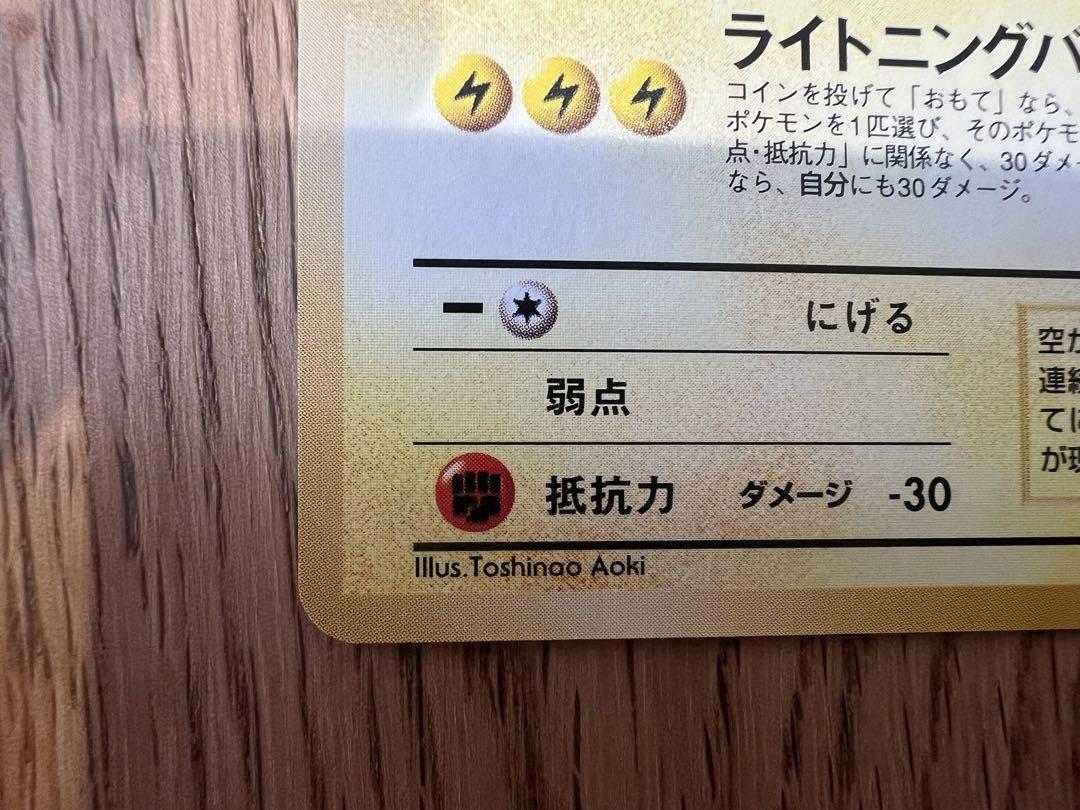 ライトニングバ
コインを投げて「おもて」なら、
ポケモンを1匹選び、そのポケモ
点・抵抗力」に関係なく、30ダメー
なら、自分にも30ダメージ。
にげる
弱点
抵抗力 ダメージ -30
空か
連続
てに
が現
Illus.Toshinao Aoki